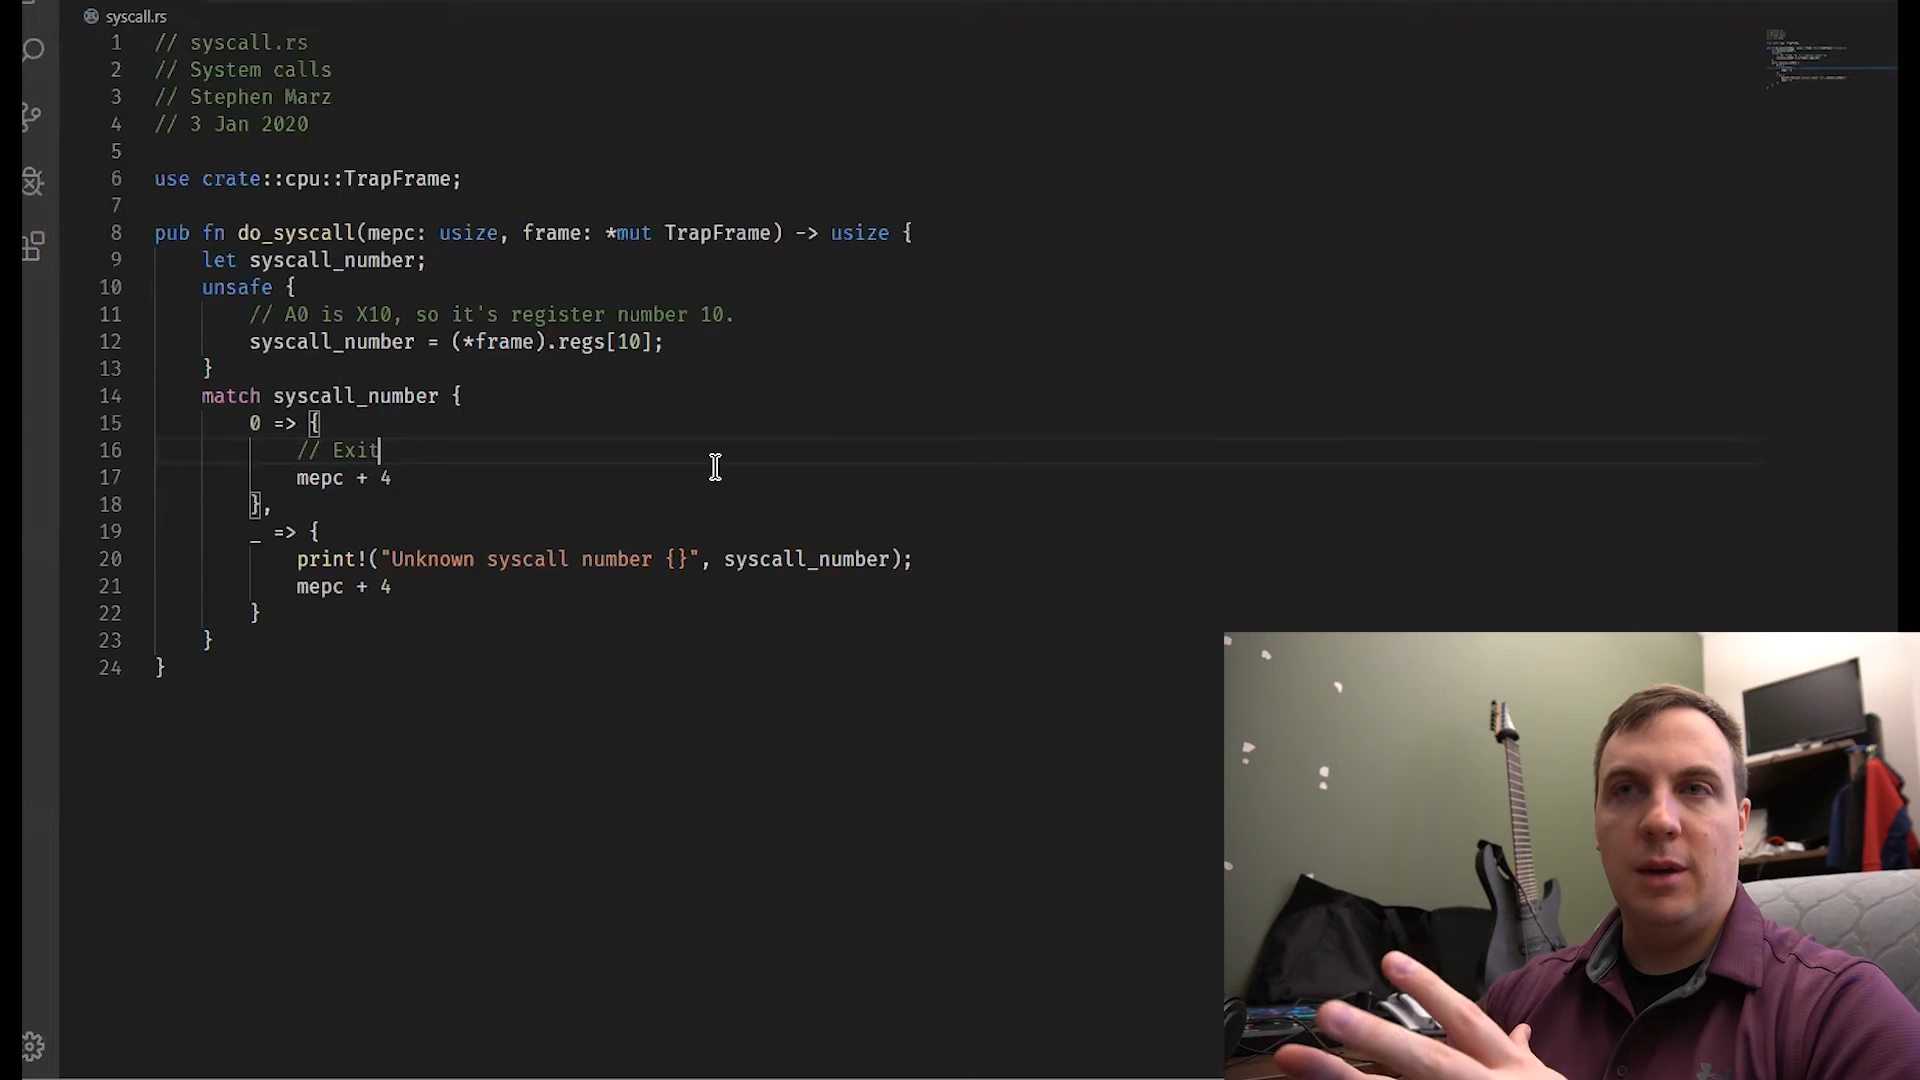 syscall.rs
1 // syscall.rs
2 // System calls
3 // Stephen Marz
4 // 3 Jan 2020
5
6 use crate::cpu::TrapFrame;
7
8 pub fn do_syscall(mepc: usize, frame: *mut TrapFrame) -> usize {
9     let syscall_number;
10     unsafe {
11         // A0 is X10, so it's register number 10.
12         syscall_number = (*frame).regs[10];
13     }
14     match syscall_number {
15         0 => {
16             // Exit
17             mepc + 4
18         },
19         _ => {
20             print!("Unknown syscall number {}", syscall_number);
21             mepc + 4
22         }
23     }
24 }